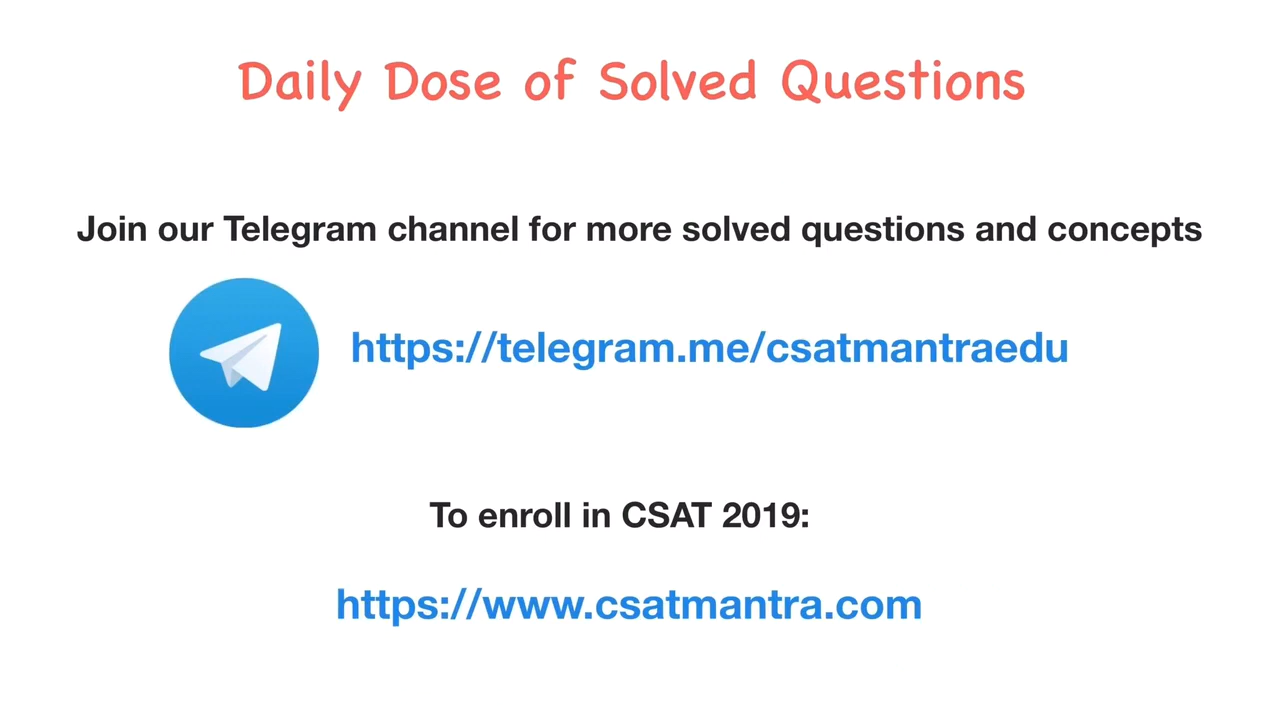 Daily Dose of Solved Questions
Join our Telegram channel for more solved questions and concepts
https://telegram.me/csatmantraedu
To enroll in CSAT 2019:
https://www.csatmantra.com